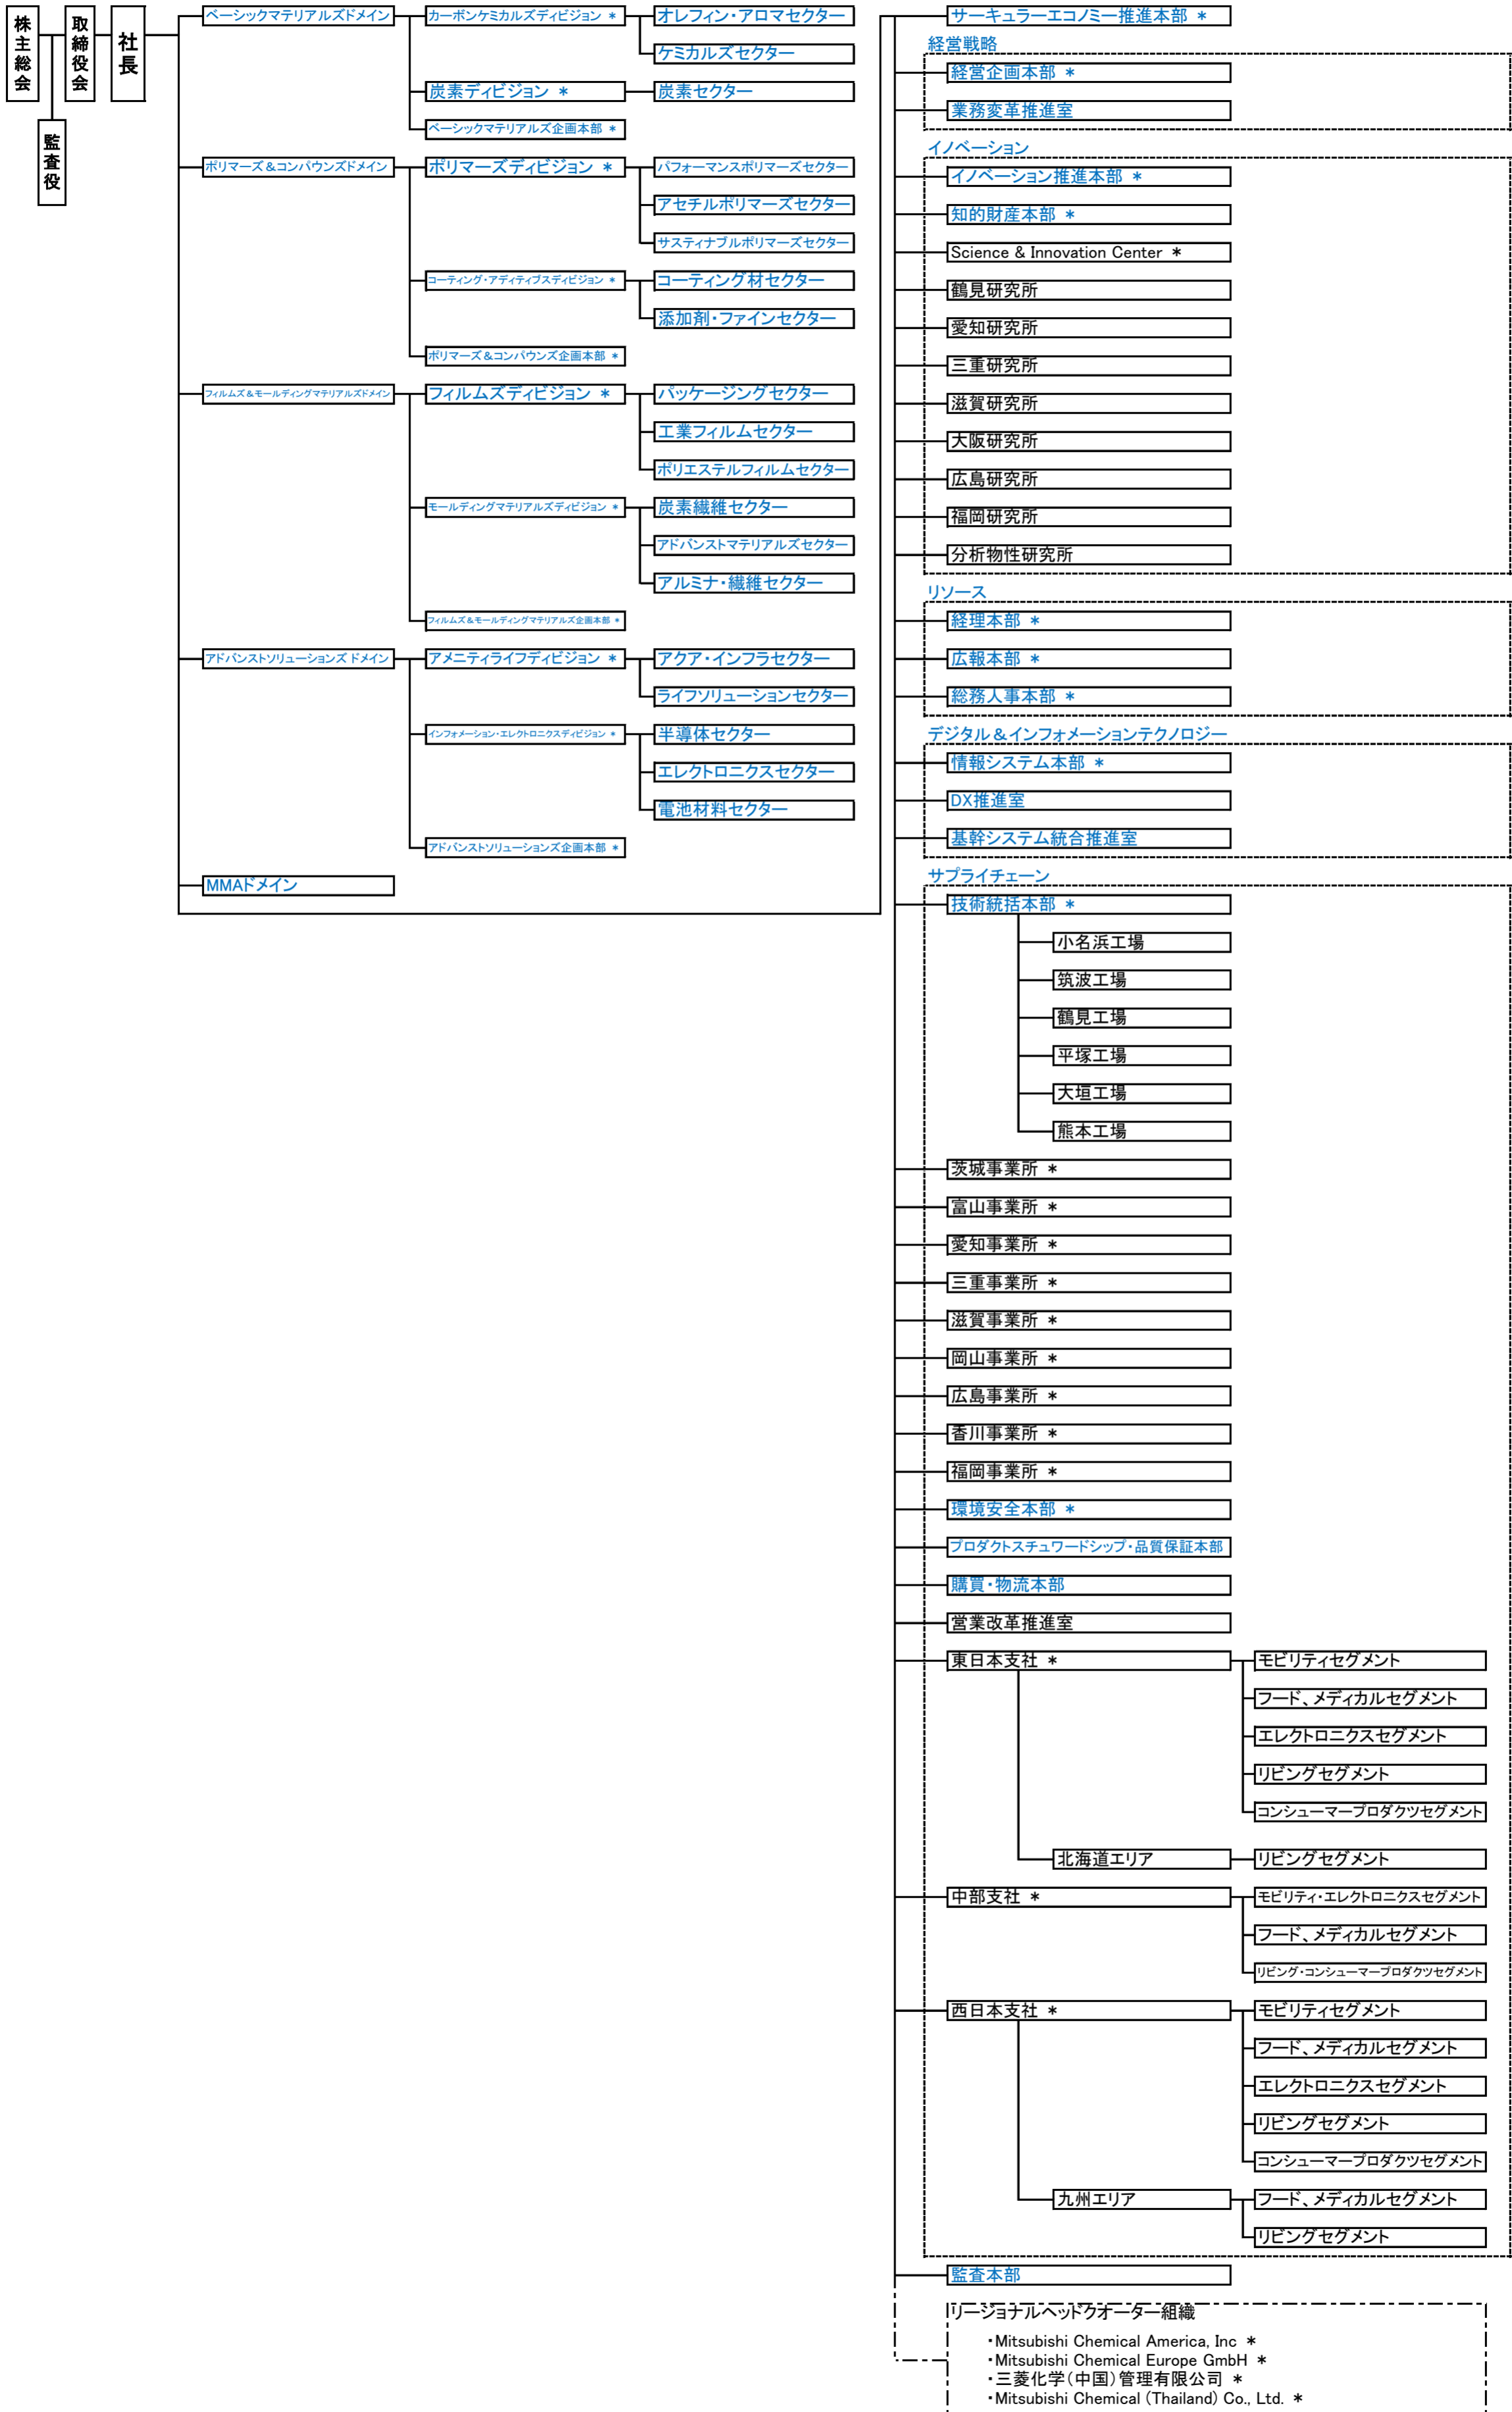 株主総会
取締役会
社長
監査役
ベーシックマテリアルズドメイン
カーボンケミカルズディビジョン *
オレフィン・アロマセクター
ケミカルズセクター
炭素ディビジョン *
炭素セクター
ベーシックマテリアルズ企画本部 *
ポリマーズ&コンパウンズドメイン
ポリマーズディビジョン *
パフォーマンスポリマーズセクター
アセチルポリマーズセクター
サスティナブルポリマーズセクター
コーティング・アディティブスディビジョン *
コーティング材セクター
添加剤・ファインセクター
ポリマーズ&コンパウンズ企画本部 *
フィルムズ&モールディングマテリアルズドメイン
フィルムズディビジョン *
パッケージングセクター
工業フィルムセクター
ポリエステルフィルムセクター
モールディングマテリアルズディビジョン *
炭素繊維セクター
アドバンストマテリアルズセクター
アルミナ・繊維セクター
フィルムズ&モールディングマテリアルズ企画本部 *
アドバンストソリューションズドメイン
アメニティライフディビジョン *
アクア・インフラセクター
ライフソリューションセクター
インフォメーション・エレクトロニクスディビジョン *
半導体セクター
エレクトロニクスセクター
電池材料セクター
アドバンストソリューションズ企画本部 *
MMAドメイン
サーキュラーエコノミー推進本部 *
経営戦略
経営企画本部 *
業務変革推進室
イノベーション
イノベーション推進本部 *
知的財産本部 *
Science & Innovation Center *
鶴見研究所
愛知研究所
三重研究所
滋賀研究所
大阪研究所
広島研究所
福岡研究所
分析物性研究所
リソース
経理本部 *
広報本部 *
総務人事本部 *
デジタル&インフォメーションテクノロジー
情報システム本部 *
DX推進室
基幹システム統合推進室
サプライチェーン
技術統括本部 *
小名浜工場
筑波工場
鶴見工場
平塚工場
大垣工場
熊本工場
茨城事業所 *
富山事業所 *
愛知事業所 *
三重事業所 *
滋賀事業所 *
岡山事業所 *
広島事業所 *
香川事業所 *
福岡事業所 *
環境安全本部 *
プロダクトスチュワードシップ・品質保証本部
購買・物流本部
営業改革推進室
東日本支社 *
モビリティセグメント
フード、メディカルセグメント
エレクトロニクスセグメント
リビングセグメント
コンシューマープロダクツセグメント
北海道エリア
リビングセグメント
中部支社 *
モビリティ・エレクトロニクスセグメント
フード、メディカルセグメント
リビング・コンシューマープロダクツセグメント
西日本支社 *
モビリティセグメント
フード、メディカルセグメント
エレクトロニクスセグメント
リビングセグメント
コンシューマープロダクツセグメント
九州エリア
フード、メディカルセグメント
リビングセグメント
監査本部
リージョナルヘッドクオーター組織
・Mitsubishi Chemical America, Inc *
・Mitsubishi Chemical Europe GmbH *
・三菱化学(中国)管理有限公司 *
・Mitsubishi Chemical (Thailand) Co., Ltd. *